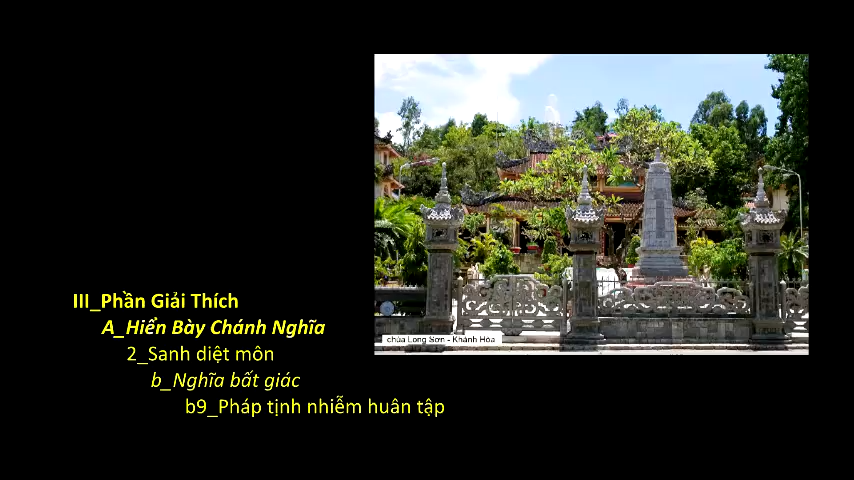 chùa Long Sơn - Khánh Hòa
III_Phần Giải Thích
A_Hiển Bày Chánh Nghĩa
2_Sanh diệt môn
b_Nghĩa bất giác
b9_Pháp tịnh nhiễm huân tập